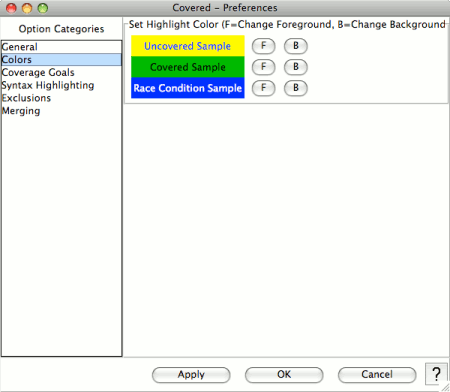 Covered - Preferences
Option Categories
General
Colors
Coverage Goals
Syntax Highlighting
Exclusions
Merging
Set Highlight Color (F=Change Foreground, B=Change Background
Uncovered Sample F B
Covered Sample F B
Race Condition Sample F B
Apply OK Cancel ?